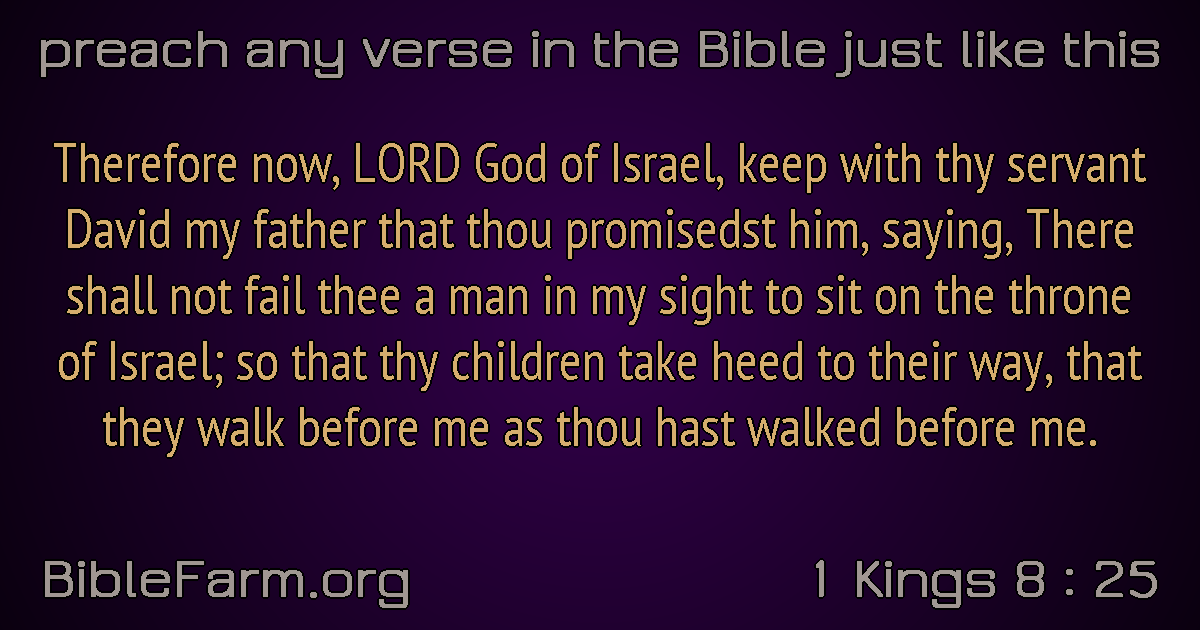 preach any verse in the Bible just like this
Therefore now, LORD God of Israel, keep with thy servant
David my father that thou promisedst him, saying, There
shall not fail thee a man in my sight to sit on the throne
of Israel; so that thy children take heed to their way, that
they walk before me as thou hast walked before me.
BibleFarm.org
1 Kings 8 : 25